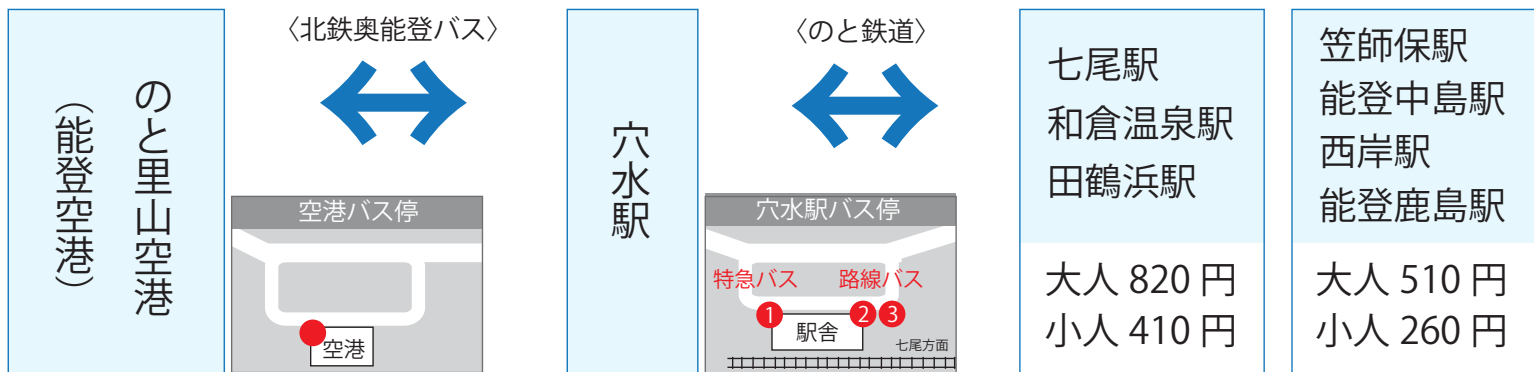 のと里山空港
（能登空港）
〈北鉄奥能登バス〉
空港バス停
空港
穴水駅
〈のと鉄道〉
穴水駅バス停
特急バス
路線バス
1
2
3
駅舎
七尾方面
七尾駅
和倉温泉駅
田鶴浜駅
大人 820 円
小人 410 円
笠師保駅
能登中島駅
西岸駅
能登鹿島駅
大人 510 円
小人 260 円